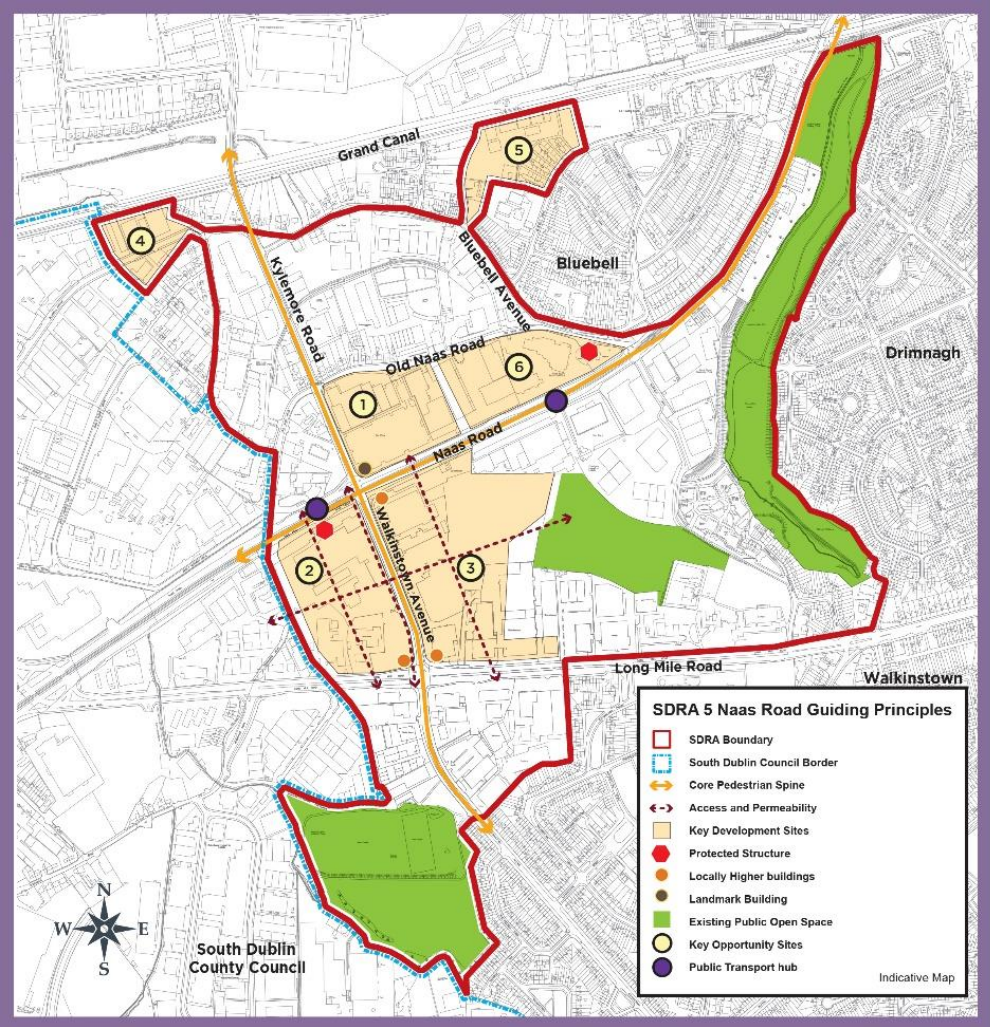 Grand Canal
5
4
Kylemore Road
Bluebell Avenue
Bluebell
Old Naas Road
6
Drimnagh
1
Naas Road
Walkinstown Avenue
2
3
Long Mile Road
Walkinstown
SDRA 5 Naas Road Guiding Principles
SDRA Boundary
South Dublin Council Border
Core Pedestrian Spine
Access and Permeability
Key Development Sites
Protected Structure
Locally Higher buildings
Landmark Building
Existing Public Open Space
Key Opportunity Sites
Public Transport hub
Indicative Map
N
W E
S
South Dublin
County Council